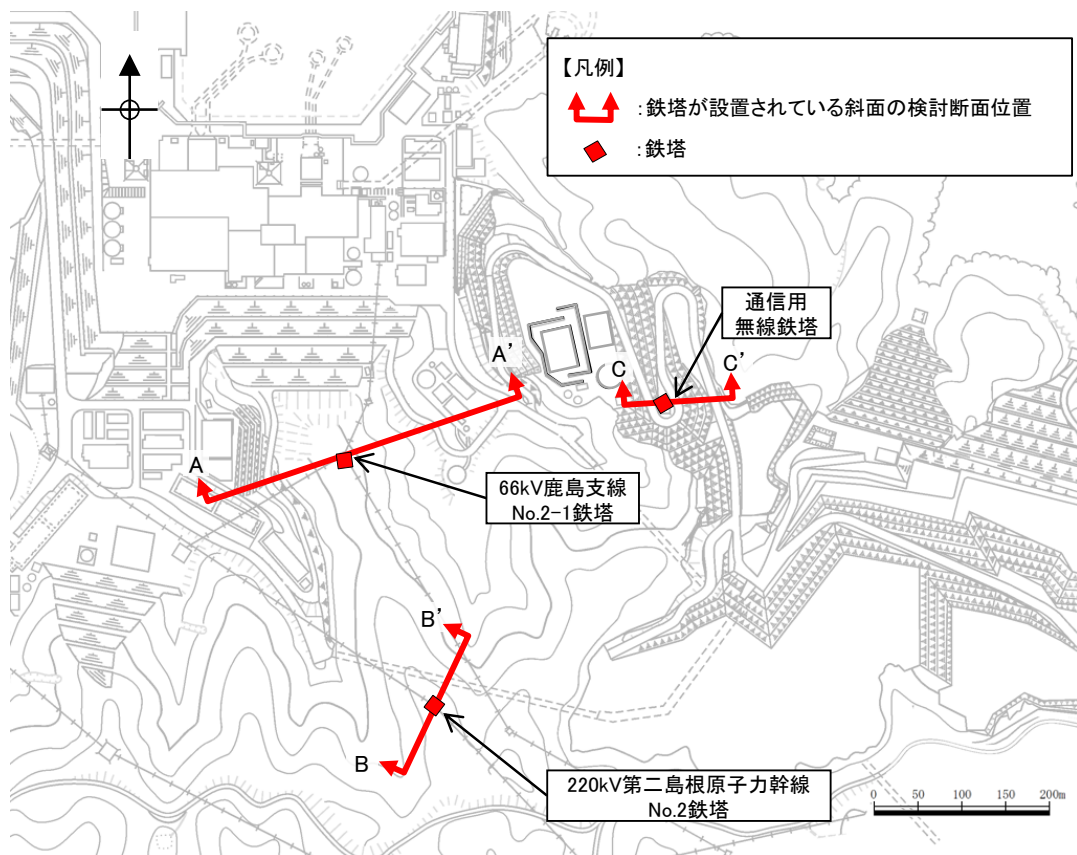 【凡例】
:鉄塔が設置されている斜面の検討断面位置
:鉄塔
通信用
無線鉄塔
A'
C
C'
A
66kV鹿島支線
No.2-1鉄塔
B'
B
220kV第二島根原子力幹線
No.2鉄塔
0 50 100 150 200m